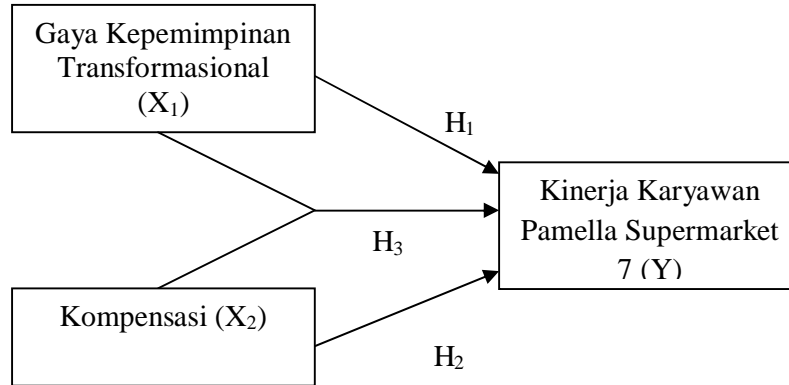 Gaya Kepemimpinan
Transformasional
(X₁)
H₁
Kinerja Karyawan
Pamella Supermarket
7 (Y)
H₃
Kompensasi (X₂)
H₂